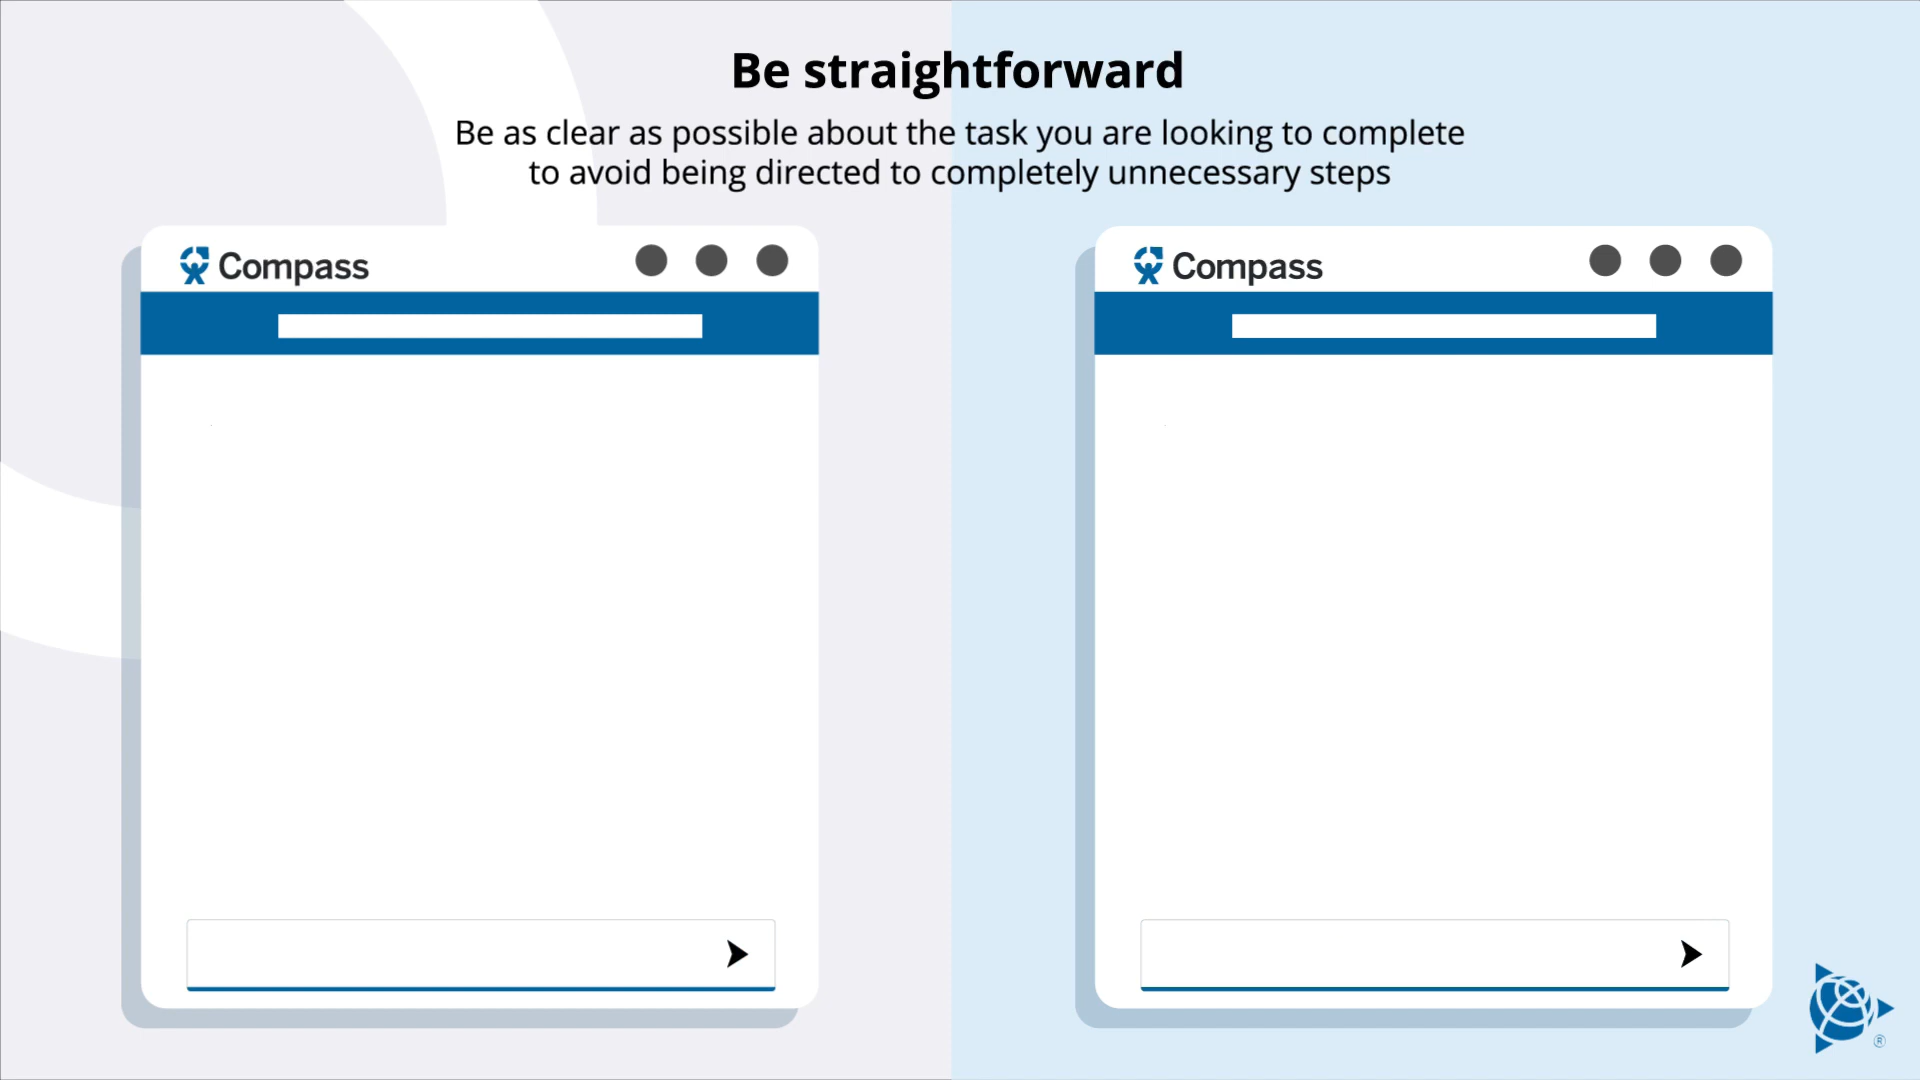 Be straightforward
Be as clear as possible about the task you are looking to complete
to avoid being directed to completely unnecessary steps
Compass
Compass
®